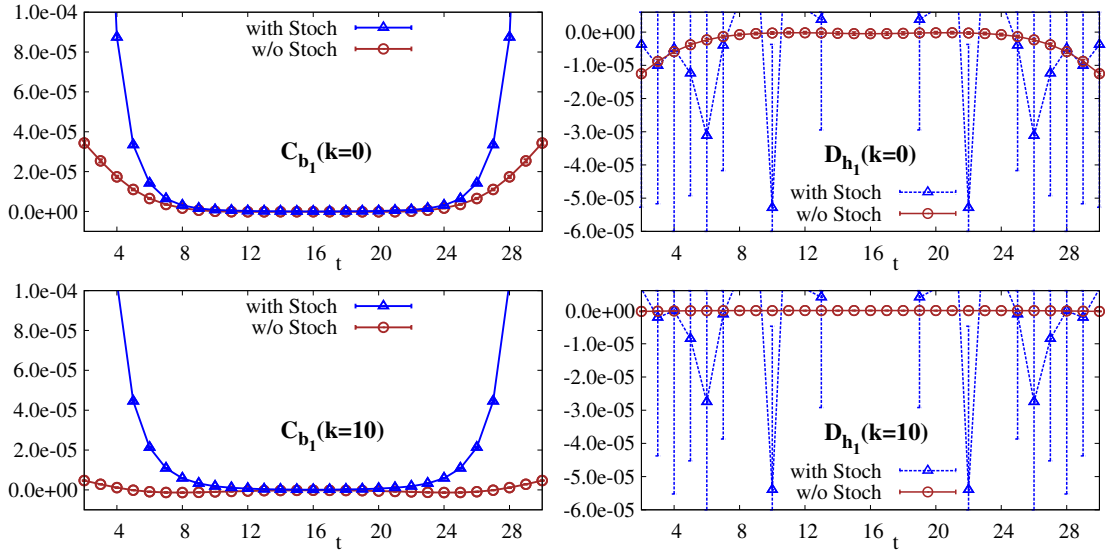 1.0e-04
8.0e-05
6.0e-05
4.0e-05
2.0e-05
0.0e+00
with Stoch
w/o Stoch
C_{b_1}(k=0)
4 8 12 16 20 24 28
t
0.0e+00
-1.0e-05
-2.0e-05
-3.0e-05
-4.0e-05
-5.0e-05
-6.0e-05
D_{h_1}(k=0)
with Stoch
w/o Stoch
4 8 12 16 20 24 28
t
1.0e-04
8.0e-05
6.0e-05
4.0e-05
2.0e-05
0.0e+00
with Stoch
w/o Stoch
C_{b_1}(k=10)
4 8 12 16 20 24 28
t
0.0e+00
-1.0e-05
-2.0e-05
-3.0e-05
-4.0e-05
-5.0e-05
-6.0e-05
D_{h_1}(k=10)
with Stoch
w/o Stoch
4 8 12 16 20 24 28
t